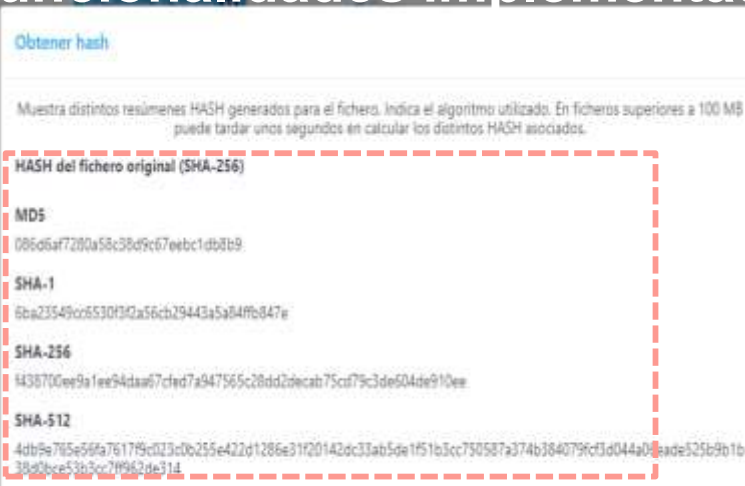 Obtener hash
Muestra distintos resúmenes HASH generados para el fichero. Indica el algoritmo utilizado. En ficheros superiores a 100 MB
puede tardar unos segundos en calcular los distintos HASH asociados.
HASH del fichero original (SHA-256)
MD5
086d6af7280a58c38d9c67eebc1db8b9
SHA-1
6ba23549cc6530f3f2a56cb29443a5a84ffb847e
SHA-256
f438700ee9a1ee94daa67cfed7a947565c28dd2decab75cd79c3de604de910ee
SHA-512
38d0bce53b3cc7ff962de314